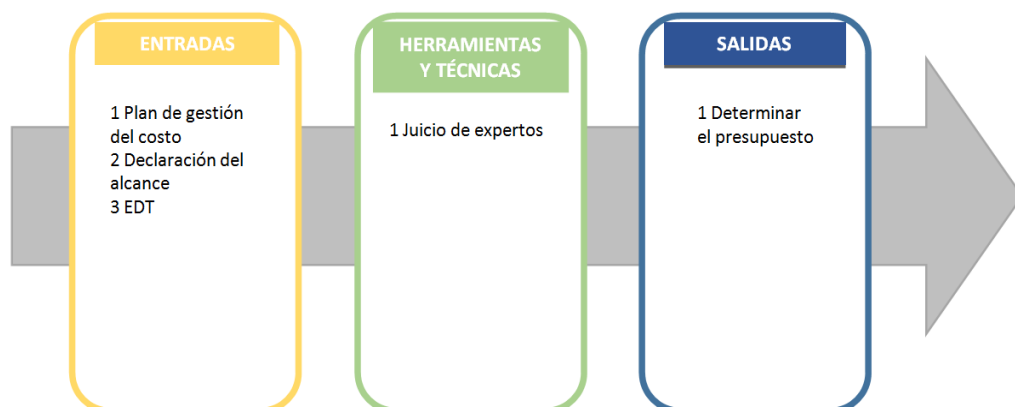 ENTRADAS
1 Plan de gestión
del costo
2 Declaración del
alcance
3 EDT
HERRAMIENTAS
Y TÉCNICAS
1 Juicio de expertos
SALIDAS
1 Determinar
el presupuesto